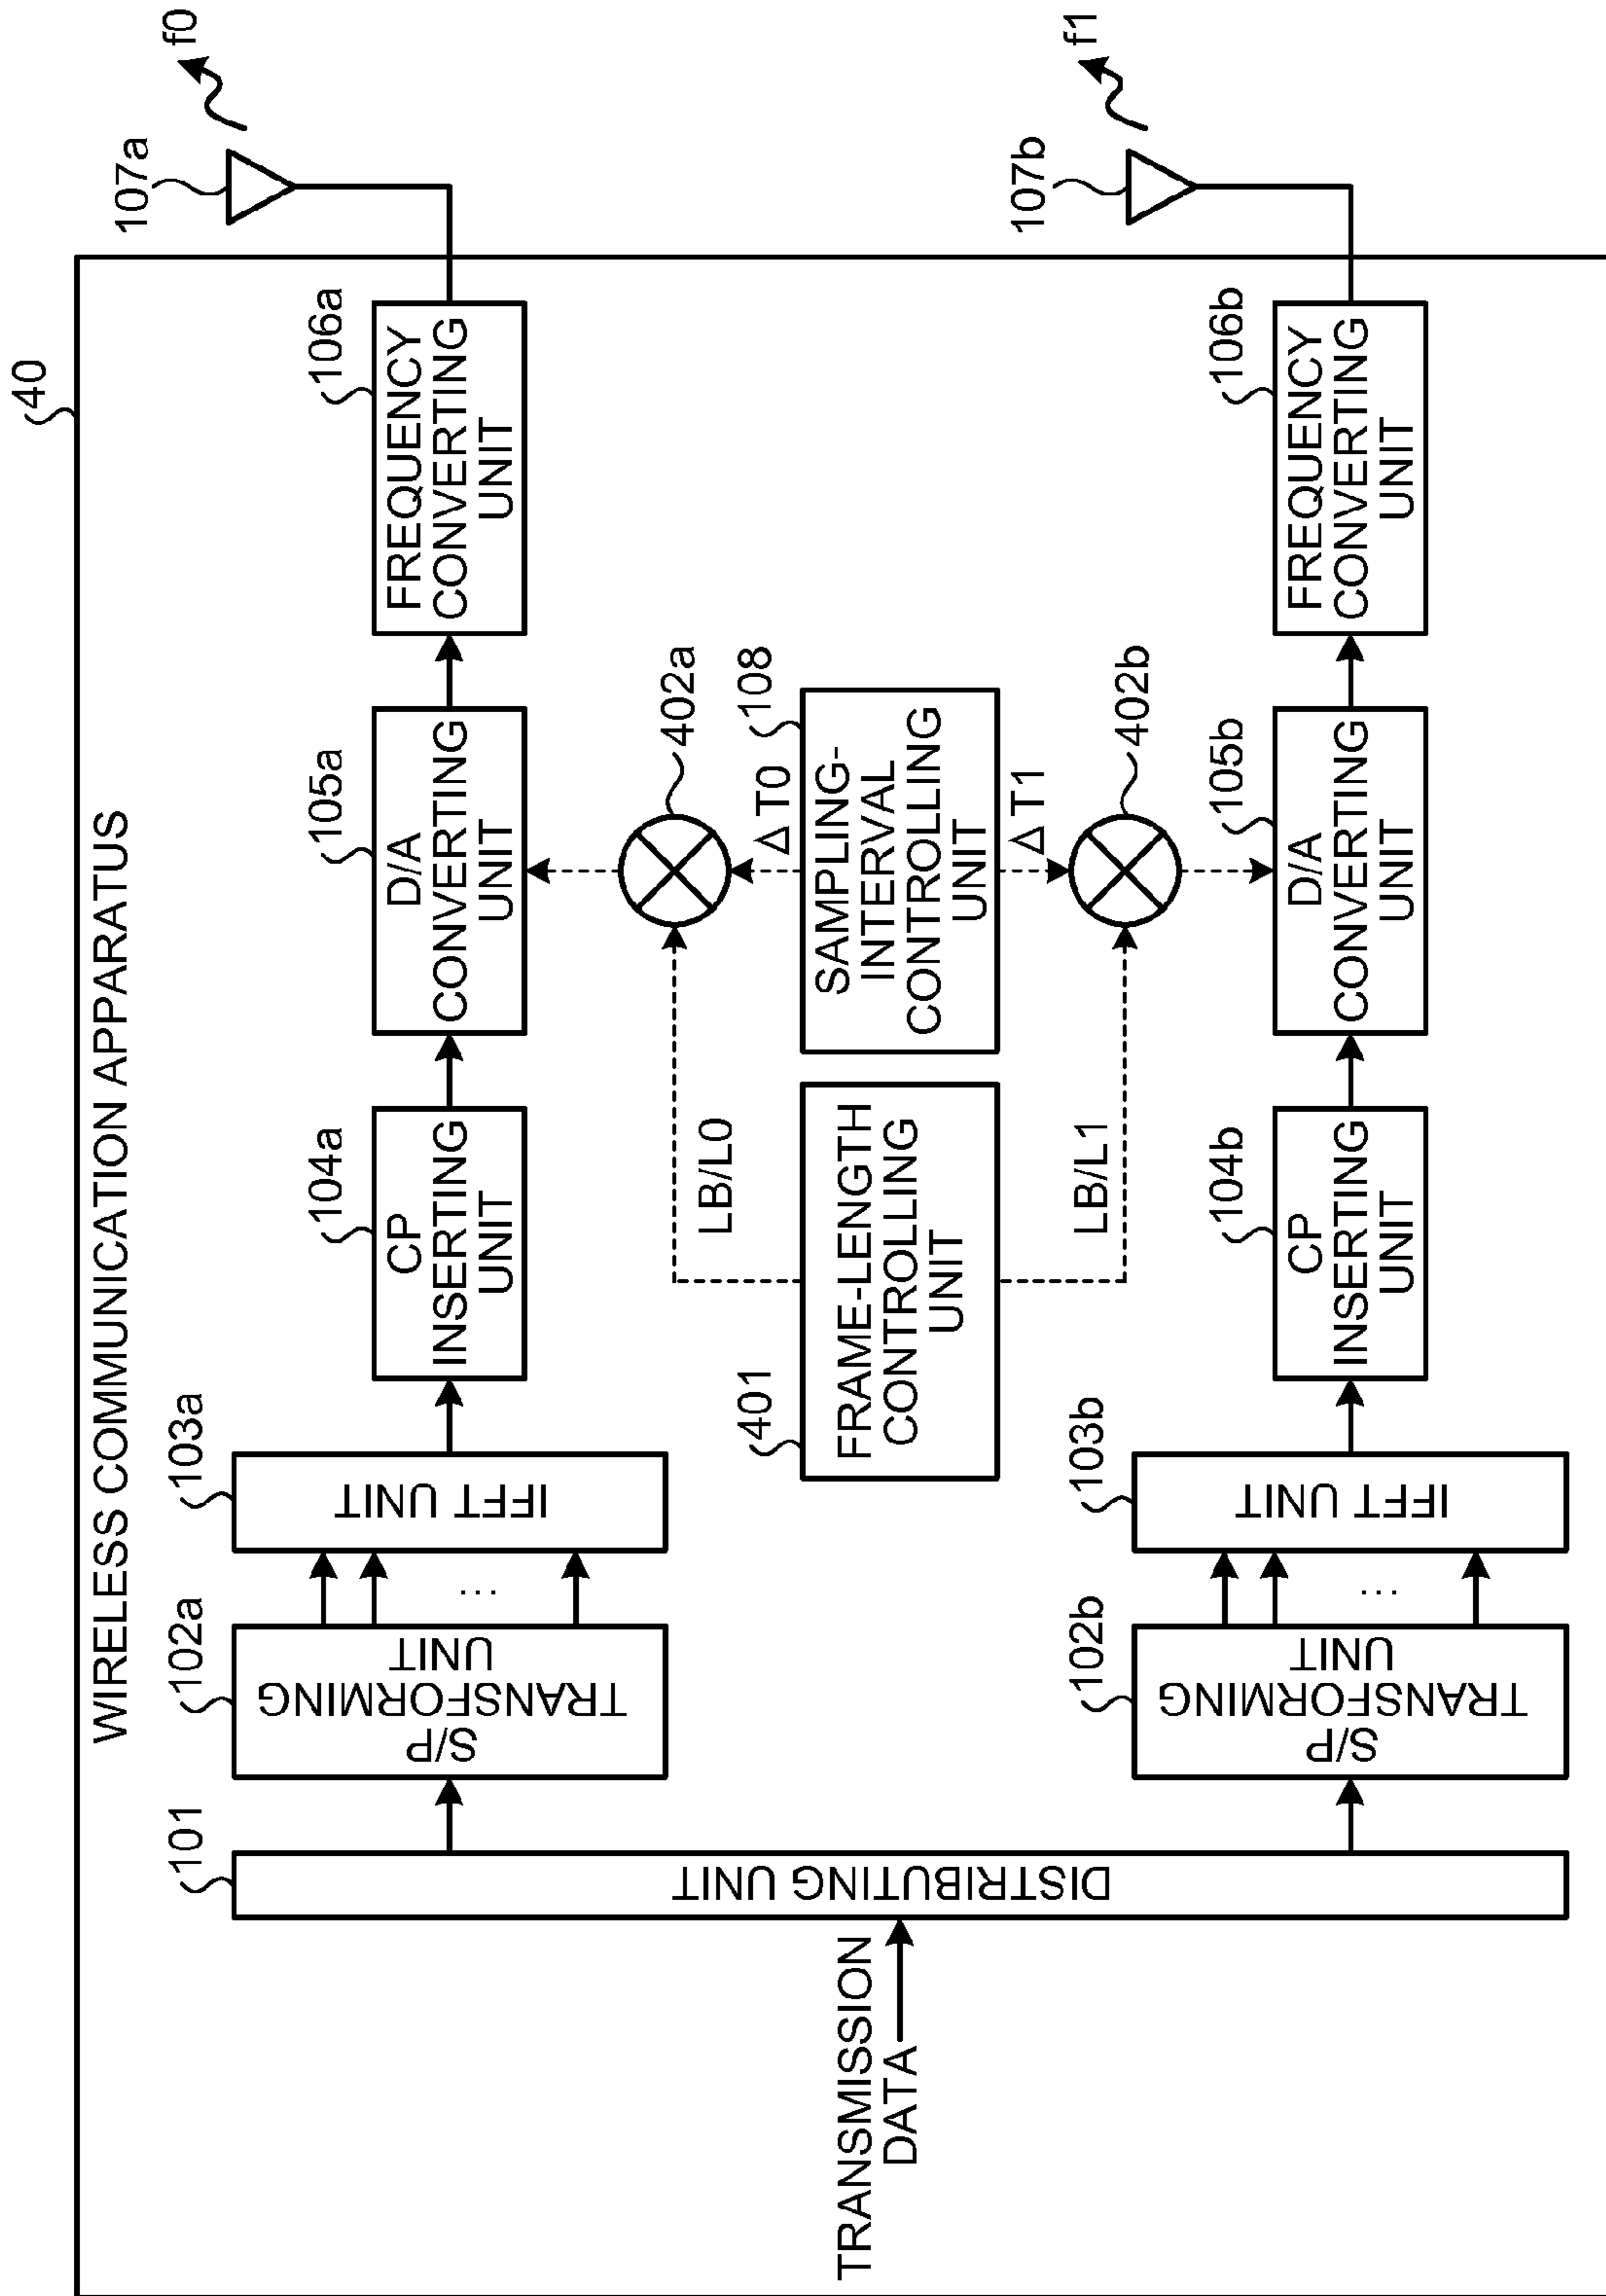 40
WIRELESS COMMUNICATION APPARATUS
TRANSMISSION
DATA
101
DISTRIBUTING UNIT
102a
S/P
TRANSFORMING
UNIT
...
103a
IFFT UNIT
104a
CP
INSERTING
UNIT
105a
D/A
CONVERTING
UNIT
106a
FREQUENCY
CONVERTING
UNIT
107a
f0
LB/L0
402a
ΔT0
401
FRAME-LENGTH
CONTROLLING
UNIT
108
SAMPLING-
INTERVAL
CONTROLLING
UNIT
LB/L1
ΔT1
402b
102b
S/P
TRANSFORMING
UNIT
...
103b
IFFT UNIT
104b
CP
INSERTING
UNIT
105b
D/A
CONVERTING
UNIT
106b
FREQUENCY
CONVERTING
UNIT
107b
f1